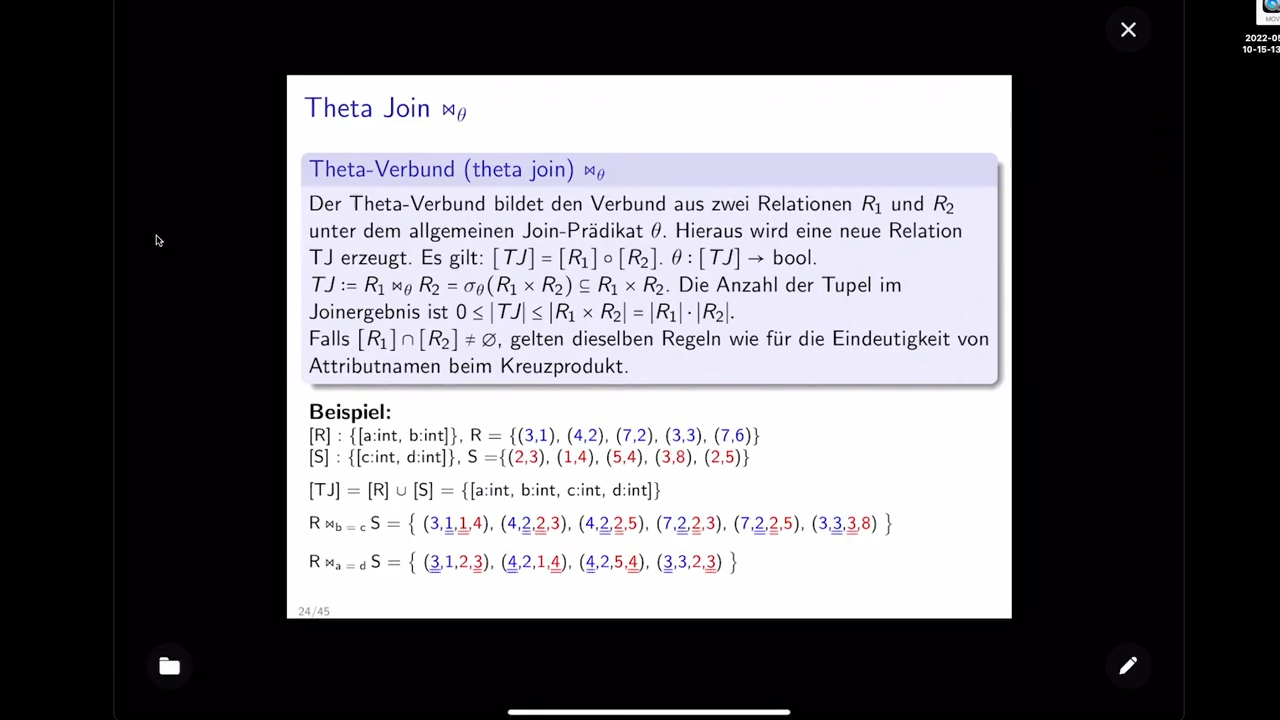 MOV
2022-05
10-15-13
Theta Join ⋈θ
Theta-Verbund (theta join) ⋈θ
Der Theta-Verbund bildet den Verbund aus zwei Relationen R₁ und R₂
unter dem allgemeinen Join-Prädikat θ. Hieraus wird eine neue Relation
TJ erzeugt. Es gilt: [TJ] = [R₁] ∘ [R₂]. θ : [TJ] → bool.
TJ := R₁ ⋈θ R₂ = σθ(R₁ × R₂) ⊆ R₁ × R₂. Die Anzahl der Tupel im
Joinergebnis ist 0 ≤ |TJ| ≤ |R₁ × R₂| = |R₁| · |R₂|.
Falls [R₁] ∩ [R₂] ≠ ∅, gelten dieselben Regeln wie für die Eindeutigkeit von
Attributnamen beim Kreuzprodukt.
Beispiel:
[R] : {[a:int, b:int]}, R = {(3,1), (4,2), (7,2), (3,3), (7,6)}
[S] : {[c:int, d:int]}, S ={(2,3), (1,4), (5,4), (3,8), (2,5)}
[TJ] = [R] ∪ [S] = {[a:int, b:int, c:int, d:int]}
R ⋈b = c S = { (3,1,1,4), (4,2,2,3), (4,2,2,5), (7,2,2,3), (7,2,2,5), (3,3,3,8) }
R ⋈a = d S = { (3,1,2,3), (4,2,1,4), (4,2,5,4), (3,3,2,3) }
24/45